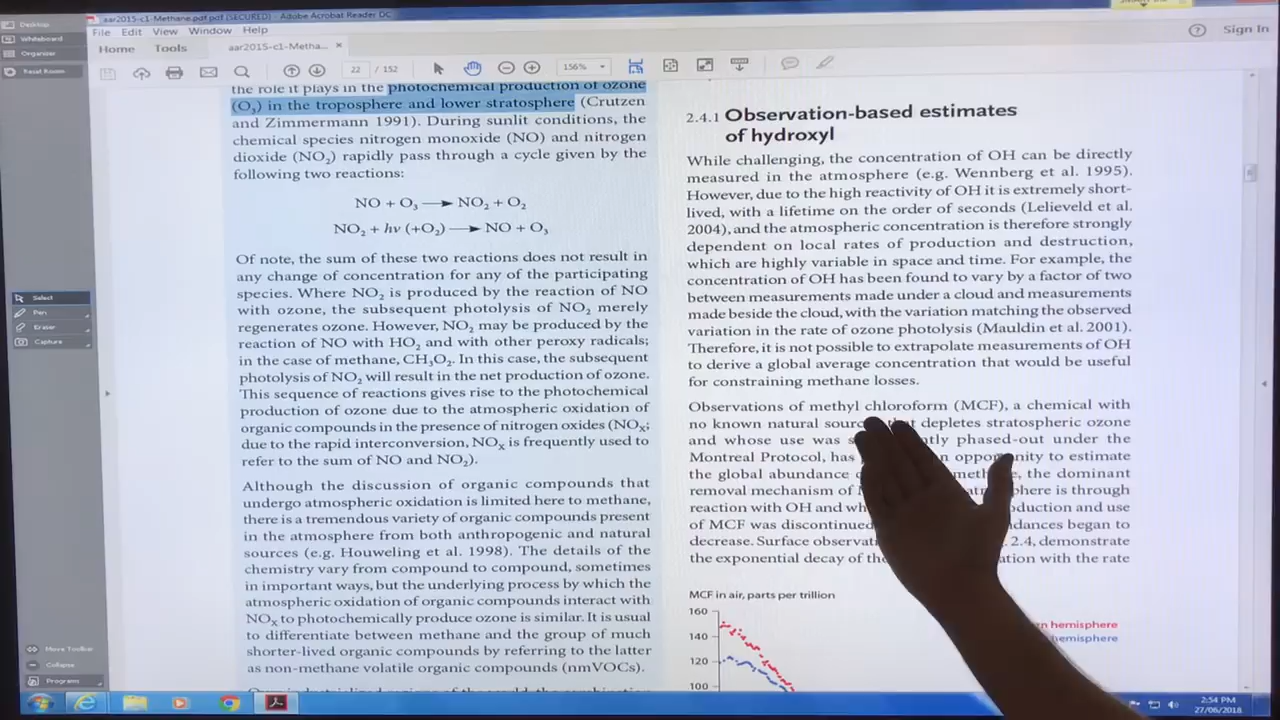 aar2015-c1-Methane.pdf.pdf (SECURED) - Adobe Acrobat Reader DC
File Edit View Window Help
Home Tools aar2015-c1-Metha... ×
Sign In
22 / 152
156%
Desktop
Whiteboard
Organizer
Reset Room
Select
Pen
Eraser
Capture
Move Toolbar
Collapse
Programs
the role it plays in the photochemical production of ozone
(O₃) in the troposphere and lower stratosphere (Crutzen
and Zimmermann 1991). During sunlit conditions, the
chemical species nitrogen monoxide (NO) and nitrogen
dioxide (NO₂) rapidly pass through a cycle given by the
following two reactions:
NO + O₃ → NO₂ + O₂
NO₂ + hv (+O₂) → NO + O₃
Of note, the sum of these two reactions does not result in
any change of concentration for any of the participating
species. Where NO₂ is produced by the reaction of NO
with ozone, the subsequent photolysis of NO₂ merely
regenerates ozone. However, NO₂ may be produced by the
reaction of NO with HO₂ and with other peroxy radicals;
in the case of methane, CH₃O₂. In this case, the subsequent
photolysis of NO₂ will result in the net production of ozone.
This sequence of reactions gives rise to the photochemical
production of ozone due to the atmospheric oxidation of
organic compounds in the presence of nitrogen oxides (NOₓ;
due to the rapid interconversion, NOₓ is frequently used to
refer to the sum of NO and NO₂).
Although the discussion of organic compounds that
undergo atmospheric oxidation is limited here to methane,
there is a tremendous variety of organic compounds present
in the atmosphere from both anthropogenic and natural
sources (e.g. Houweling et al. 1998). The details of the
chemistry vary from compound to compound, sometimes
in important ways, but the underlying process by which the
atmospheric oxidation of organic compounds interact with
NOₓ to photochemically produce ozone is similar. It is usual
to differentiate between methane and the group of much
shorter-lived organic compounds by referring to the latter
as non-methane volatile organic compounds (nmVOCs).
2.4.1 Observation-based estimates
of hydroxyl
While challenging, the concentration of OH can be directly
measured in the atmosphere (e.g. Wennberg et al. 1995).
However, due to the high reactivity of OH it is extremely short-
lived, with a lifetime on the order of seconds (Lelieveld et al.
2004), and the atmospheric concentration is therefore strongly
dependent on local rates of production and destruction,
which are highly variable in space and time. For example, the
concentration of OH has been found to vary by a factor of two
between measurements made under a cloud and measurements
made beside the cloud, with the variation matching the observed
variation in the rate of ozone photolysis (Mauldin et al. 2001).
Therefore, it is not possible to extrapolate measurements of OH
to derive a global average concentration that would be useful
for constraining methane losses.
Observations of methyl chloroform (MCF), a chemical with
no known natural depletes stratospheric ozone
and whose use was phased-out under the
Montreal Protocol, has opportunity to estimate
the global abundance the dominant
removal mechanism of is through
reaction with OH and and use
of MCF was discontinued began to
decrease. Surface 2.4, demonstrate
the exponential decay of with the rate
MCF in air, parts per trillion
160
140
120
100
hemisphere
hemisphere
2:54 PM
27/06/2018